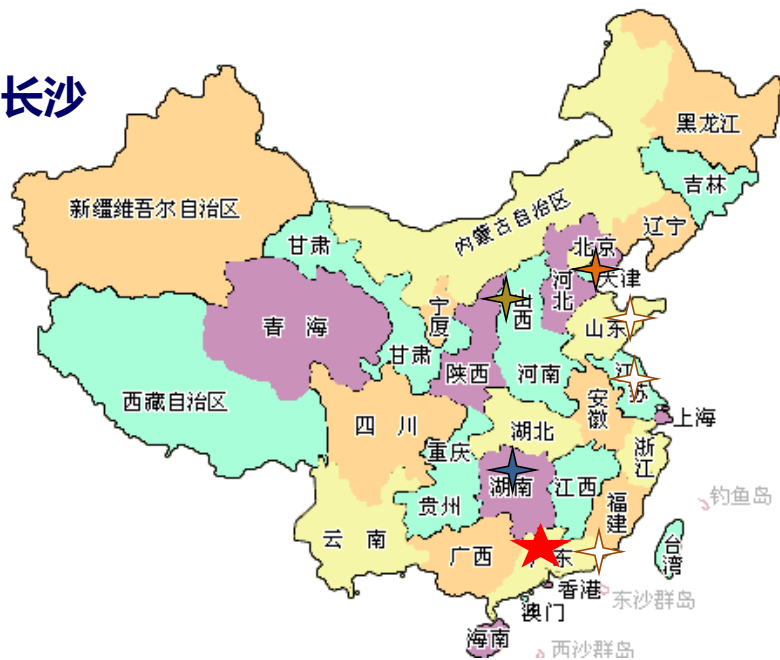 长沙
黑龙江
吉林
新疆维吾尔自治区
内蒙古自治区
辽宁
甘肃
北京
天津
河北
山西
宁夏
青 海
山东
甘肃
陕西
河南
江苏
西藏自治区
安徽
上海
四 川
湖北
重庆
浙江
湖南
江西
钓鱼岛
贵州
福建
云 南
台湾
广西
东
香港
东沙群岛
澳门
海南
西沙群岛